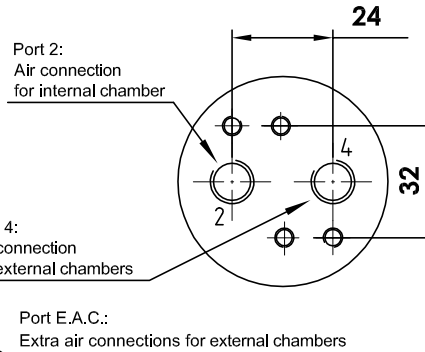 24
Port 2:
Air connection
for internal chamber
4
32
2
4:
connection
external chambers
Port E.A.C.:
Extra air connections for external chambers